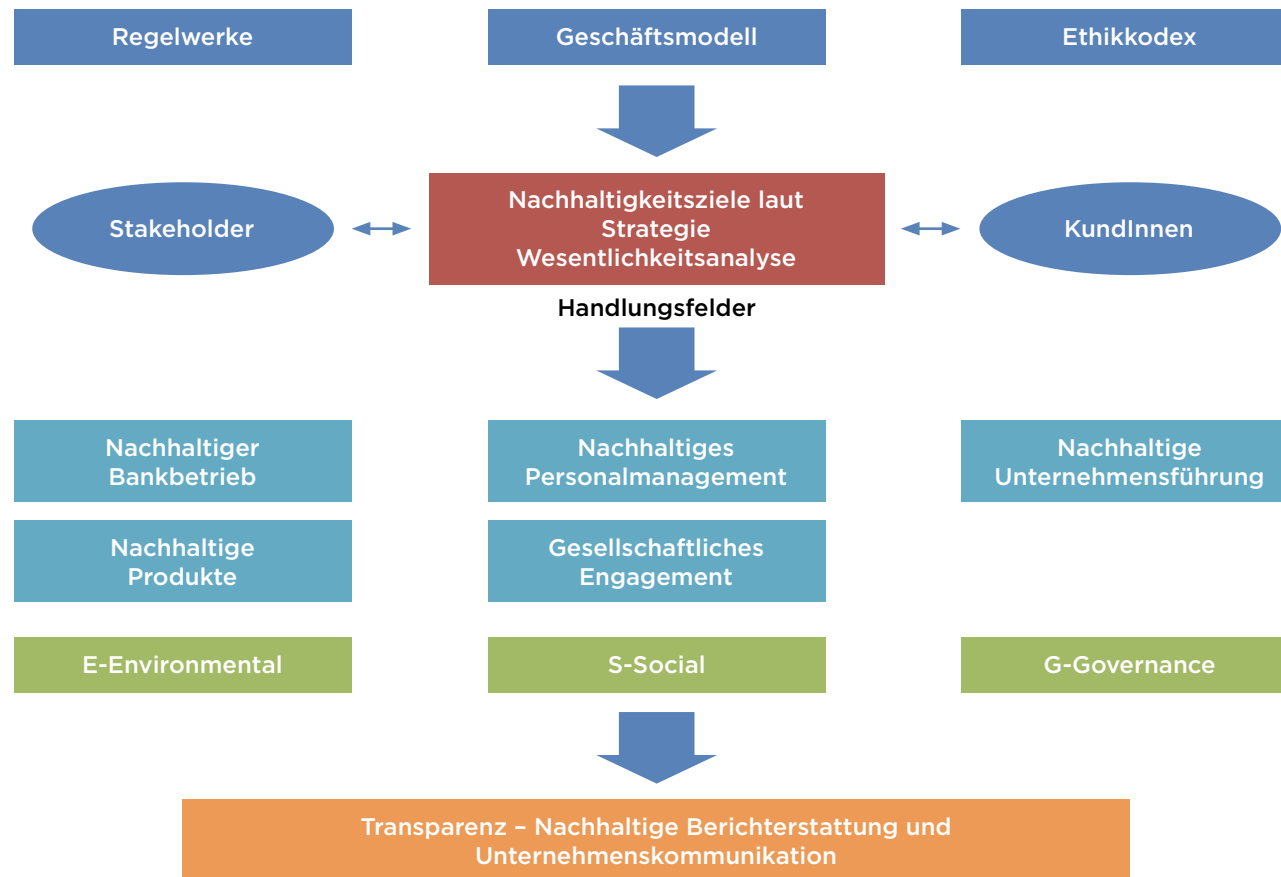 Regelwerke
Geschäftsmodell
Ethikkodex
Stakeholder
Nachhaltigkeitsziele laut
Strategie
Wesentlichkeitsanalyse
KundInnen
Handlungsfelder
Nachhaltiger
Bankbetrieb
Nachhaltiges
Personalmanagement
Nachhaltige
Unternehmensführung
Nachhaltige
Produkte
Gesellschaftliches
Engagement
E-Environmental
S-Social
G-Governance
Transparenz – Nachhaltige Berichterstattung und
Unternehmenskommunikation